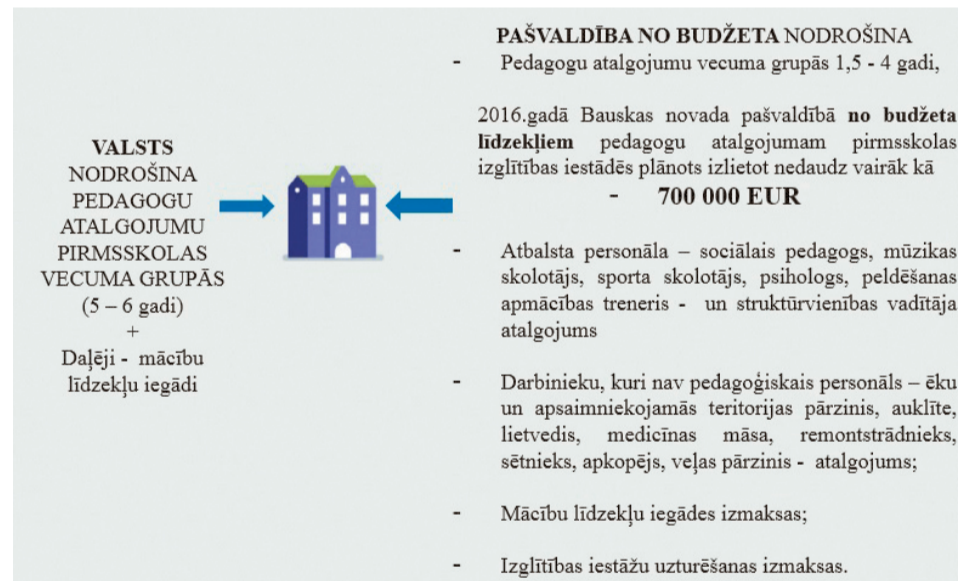 VALSTS
NODROŠINA
PEDAGOGU
ATALGOJUMU
PIRMSSKOLAS
VECUMA GRUPĀS
(5 – 6 gadi)
+
Daļēji - mācību
līdzekļu iegādi
PAŠVALDĪBA NO BUDŽETA NODROŠINA
- Pedagogu atalgojumu vecuma grupās 1,5 - 4 gadi,
2016.gadā Bauskas novada pašvaldībā no budžeta
līdzekļiem pedagogu atalgojumam pirmsskolas
izglītības iestādēs plānots izlietot nedaudz vairāk kā
- 700 000 EUR
- Atbalsta personāla – sociālais pedagogs, mūzikas
skolotājs, sporta skolotājs, psihologs, peldēšanas
apmācības treneris - un struktūrvienības vadītāja
atalgojums
- Darbinieku, kuri nav pedagoģiskais personāls – ēku
un apsaimniekojamās teritorijas pārzinis, auklīte,
lietvedis, medicīnas māsa, remontstrādnieks,
sētnieks, apkopējs, veļas pārzinis - atalgojums;
- Mācību līdzekļu iegādes izmaksas;
- Izglītības iestāžu uzturēšanas izmaksas.